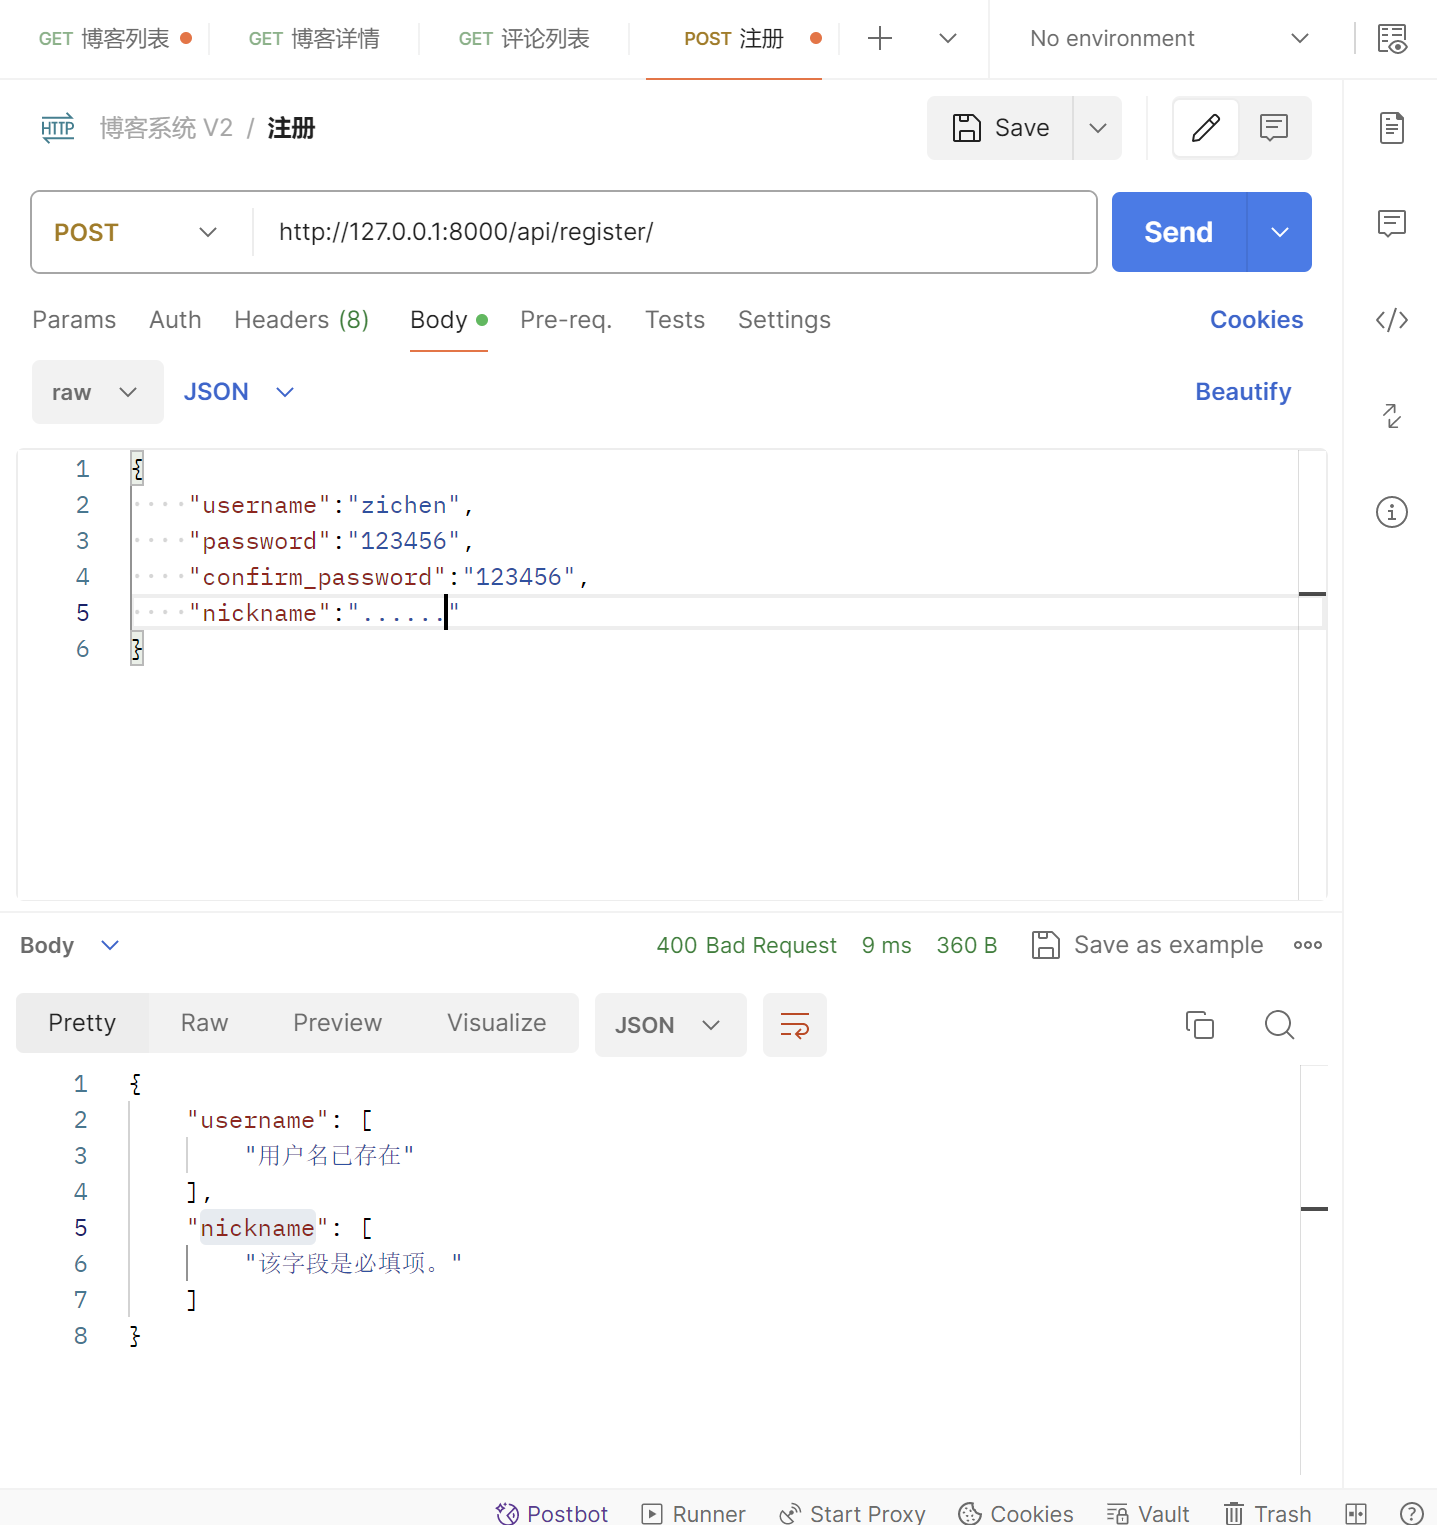 GET 博客列表 GET 博客详情 GET 评论列表 POST 注册 No environment
HTTP 博客系统 V2 / 注册 Save
POST http://127.0.0.1:8000/api/register/ Send
Params Auth Headers (8) Body Pre-req. Tests Settings Cookies
raw JSON Beautify
1 {
2 ····"username":"zichen",
3 ····"password":"123456",
4 ····"confirm_password":"123456",
5 ····"nickname":"......"
6 }
Body 400 Bad Request 9 ms 360 B Save as example
Pretty Raw Preview Visualize JSON
1 {
2 "username": [
3 "用户名已存在"
4 ],
5 "nickname": [
6 "该字段是必填项。"
7 ]
8 }
Postbot Runner Start Proxy Cookies Vault Trash